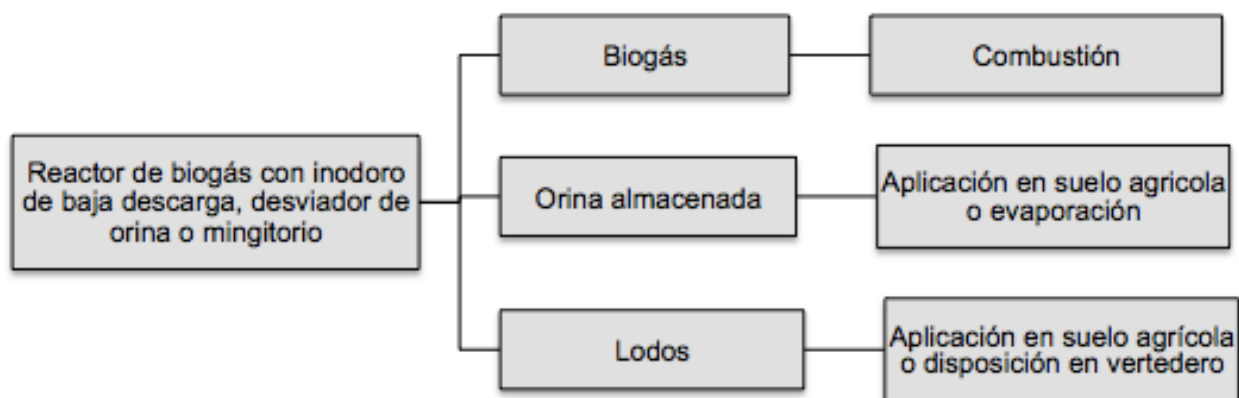 Biogás
Combustión
Reactor de biogás con inodoro
de baja descarga, desviador de
orina o mingitorio
Orina almacenada
Aplicación en suelo agricola
o evaporación
Lodos
Aplicación en suelo agrícola
o disposición en vertedero